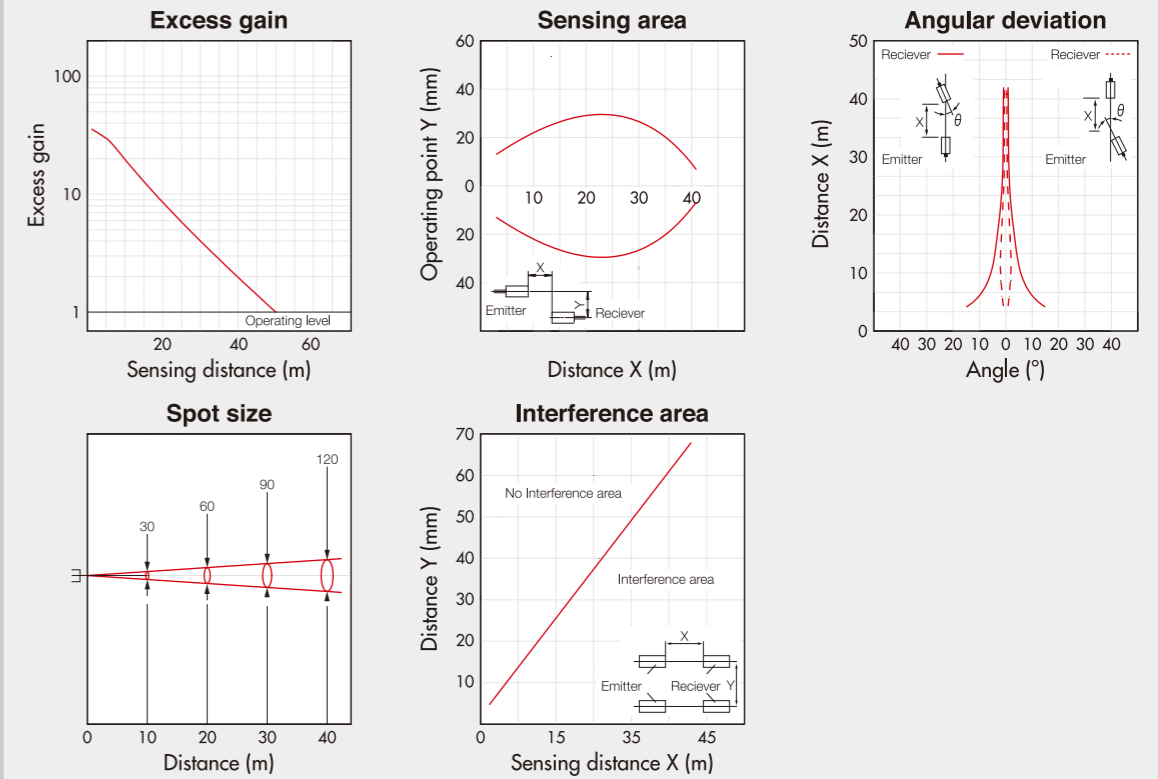 Excess gain
Excess gain
100
10
1
Operating level
20 40 60
Sensing distance (m)
Sensing area
Operating point Y (mm)
60
40
20
0
20
40
10 20 30 40
X
Y
Emitter
Reciever
Distance X (m)
Angular deviation
Distance X (m)
50
40
30
20
10
0
Reciever
Reciever
X
θ
X
θ
Emitter
Emitter
40 30 20 10 0 10 20 30 40
Angle (°)
Spot size
30
60
90
120
0 10 20 30 40
Distance (m)
Interference area
Distance Y (mm)
70
60
50
40
30
20
10
No Interference area
Interference area
X
Emitter Reciever Y
0 15 35 45
Sensing distance X (m)